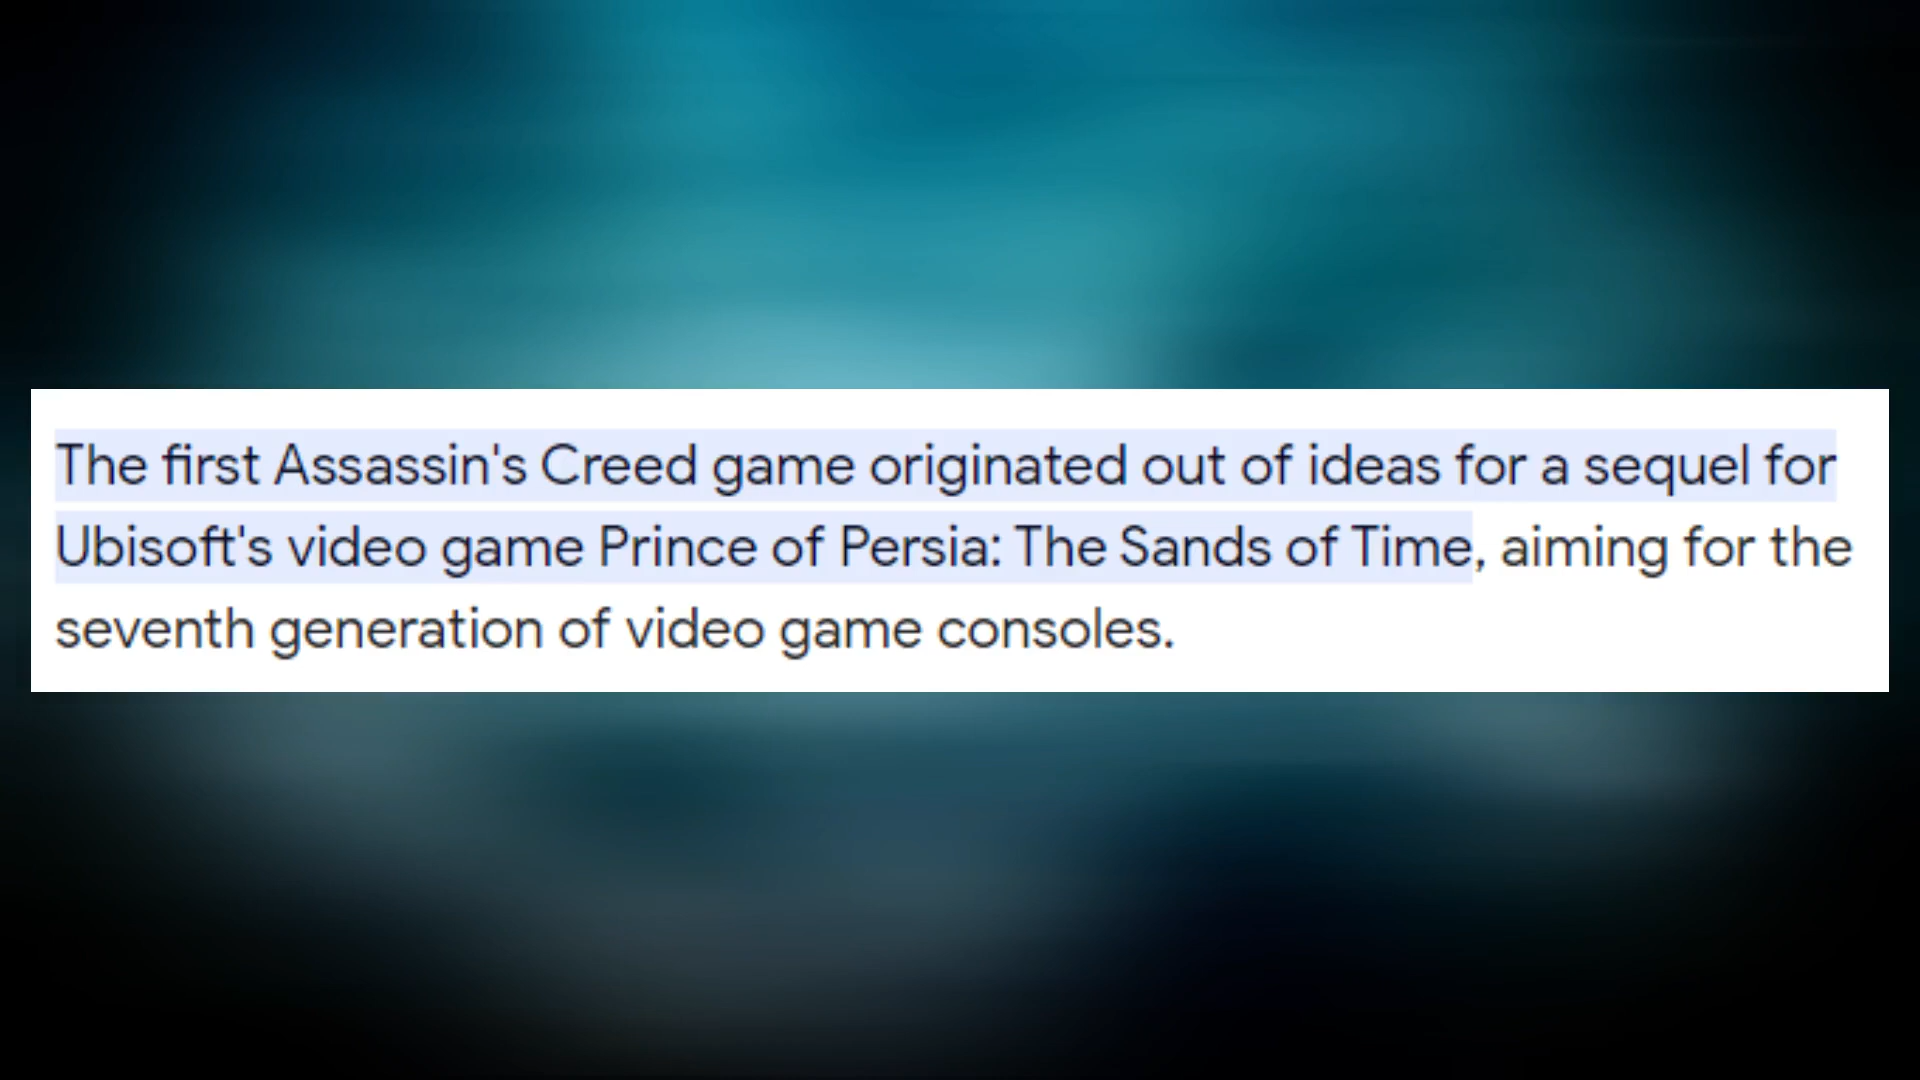 The first Assassin's Creed game originated out of ideas for a sequel for
Ubisoft's video game Prince of Persia: The Sands of Time, aiming for the
seventh generation of video game consoles.